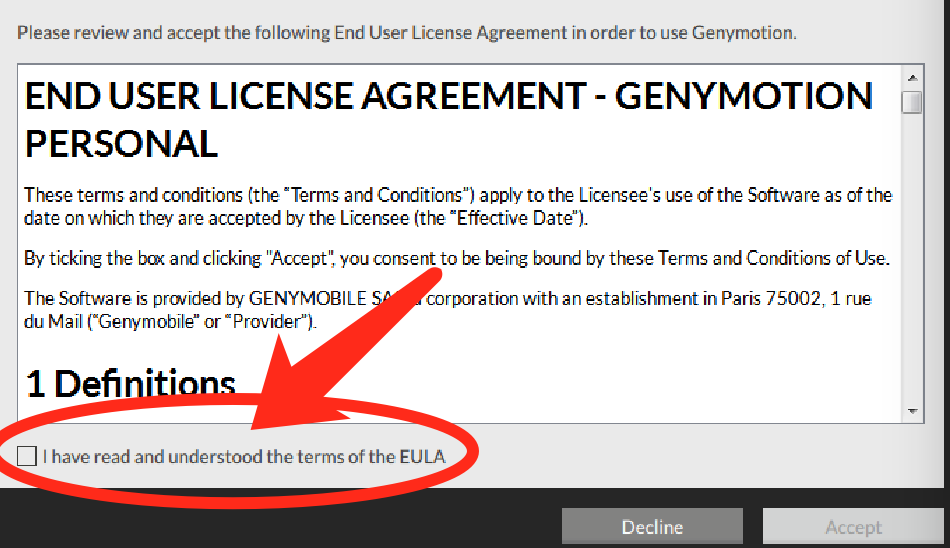 Please review and accept the following End User License Agreement in order to use Genymotion.
END USER LICENSE AGREEMENT - GENYMOTION
PERSONAL
These terms and conditions (the "Terms and Conditions") apply to the Licensee's use of the Software as of the
date on which they are accepted by the Licensee (the "Effective Date").
By ticking the box and clicking "Accept", you consent to be being bound by these Terms and Conditions of Use.
The Software is provided by GENYMOBILE corporation with an establishment in Paris 75002, 1 rue
du Mail ("Genymobile" or "Provider").
1 Definitions
I have read and understood the terms of the EULA
Decline
Accept